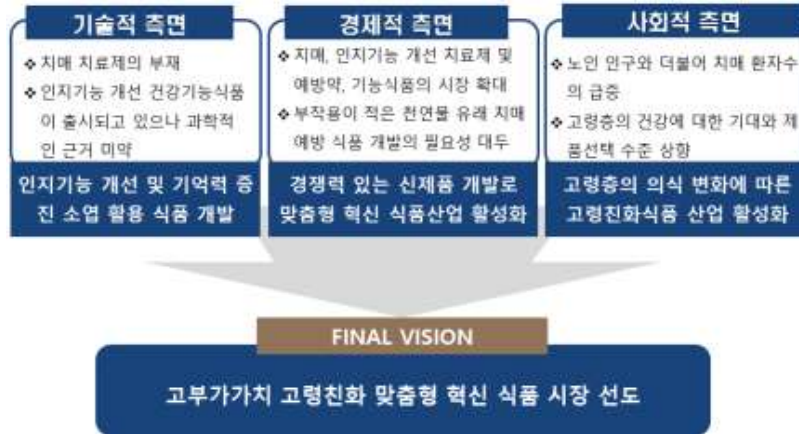 기술적 측면
❖ 치매 치료제의 부재
❖ 인지기능 개선 건강기능식품
이 출시되고 있으나 과학적
인 근거 미약
인지기능 개선 및 기억력 증
진 소엽 활용 식품 개발
경제적 측면
❖ 치매, 인지기능 개선 치료제 및
예방약, 기능식품의 시장 확대
❖ 부작용이 적은 천연물 유래 치매
예방 식품 개발의 필요성 대두
경쟁력 있는 신제품 개발로
맞춤형 혁신 식품산업 활성화
사회적 측면
❖ 노인 인구와 더불어 치매 환자수
의 급증
❖ 고령층의 건강에 대한 기대와 제
품선택 수준 상향
고령층의 의식 변화에 따른
고령친화식품 산업 활성화
FINAL VISION
고부가가치 고령친화 맞춤형 혁신 식품 시장 선도